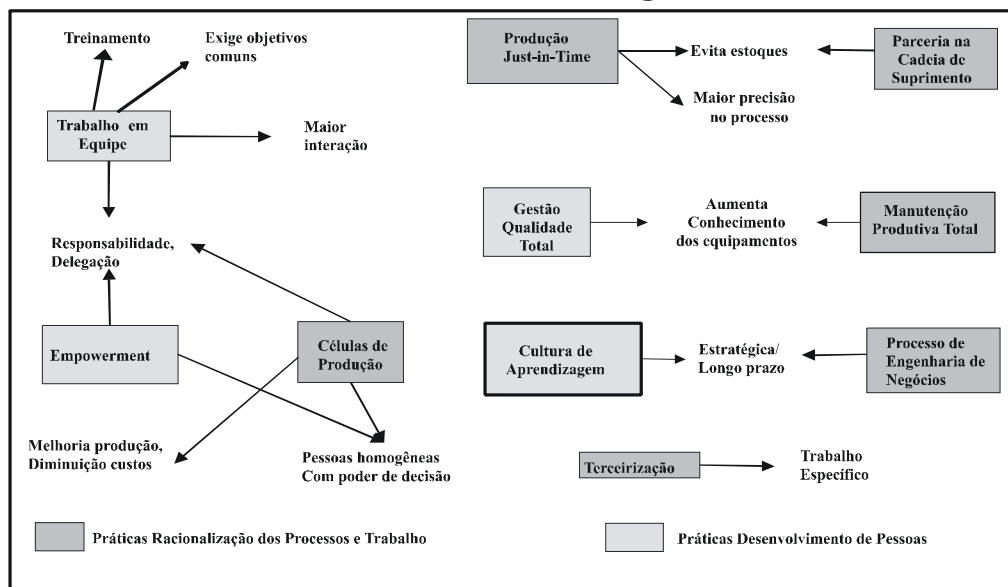 Treinamento
Exige objetivos
comuns
Trabalho em
Equipe
Maior
interação
Responsabilidade,
Delegação
Empowerment
Células de
Produção
Melhoria produção,
Diminuição custos
Pessoas homogêneas
Com poder de decisão
Produção
Just-in-Time
Evita estoques
Parceria na
Cadeia de
Suprimento
Maior precisão
no processo
Gestão
Qualidade
Total
Aumenta
Conhecimento
dos equipamentos
Manutenção
Produtiva Total
Cultura de
Aprendizagem
Estratégica/
Longo prazo
Processo de
Engenharia de
Negócios
Terceirização
Trabalho
Específico
Práticas Racionalização dos Processos e Trabalho
Práticas Desenvolvimento de Pessoas